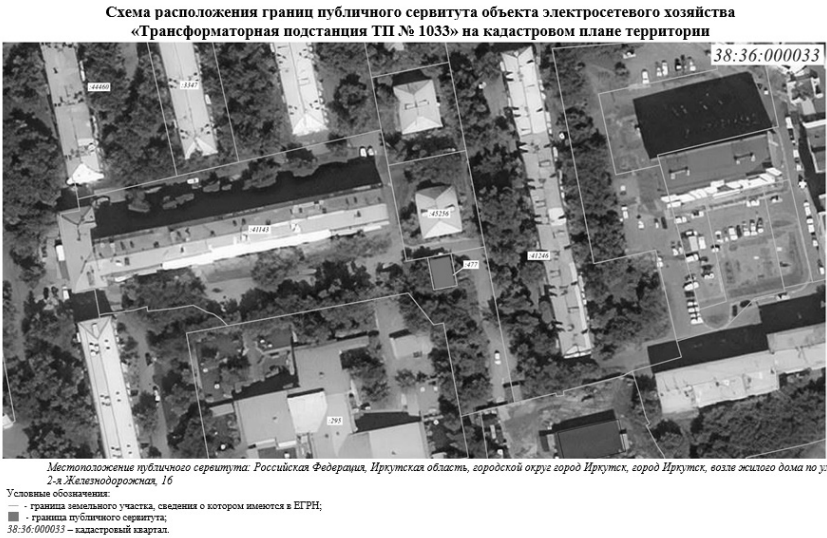 Схема расположения границ публичного сервитута объекта электросетевого хозяйства
«Трансформаторная подстанция ТП № 1033» на кадастровом плане территории
38:36:000033
:44460
:3347
:41143
:43256
:477
:41246
:295
Местоположение публичного сервитута: Российская Федерация, Иркутская область, городской округ город Иркутск, город Иркутск, возле жилого дома по у
2-я Железнодорожная, 16
Условные обозначения:
- граница земельного участка, сведения о котором имеются в ЕГРН;
- граница публичного сервитута;
38:36:000033 – кадастровый квартал.